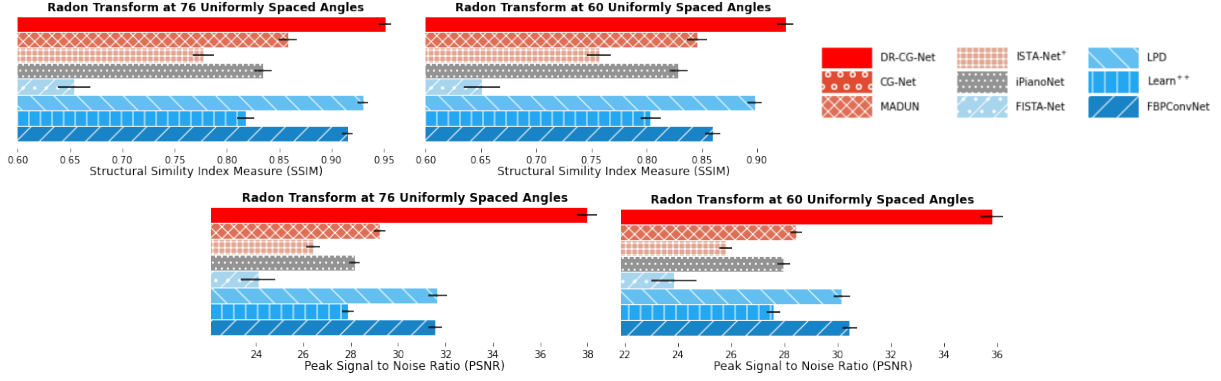 Radon Transform at 76 Uniformly Spaced Angles
0.60 0.65 0.70 0.75 0.80 0.85 0.90 0.95
Structural Simility Index Measure (SSIM)
Radon Transform at 60 Uniformly Spaced Angles
0.60 0.65 0.70 0.75 0.80 0.85 0.90
Structural Simility Index Measure (SSIM)
DR-CG-Net ISTA-Net+ LPD
CG-Net iPianoNet Learn++
MADUN FISTA-Net FBPConvNet
Radon Transform at 76 Uniformly Spaced Angles
24 26 28 30 32 34 36 38
Peak Signal to Noise Ratio (PSNR)
Radon Transform at 60 Uniformly Spaced Angles
22 24 26 28 30 32 34 36
Peak Signal to Noise Ratio (PSNR)